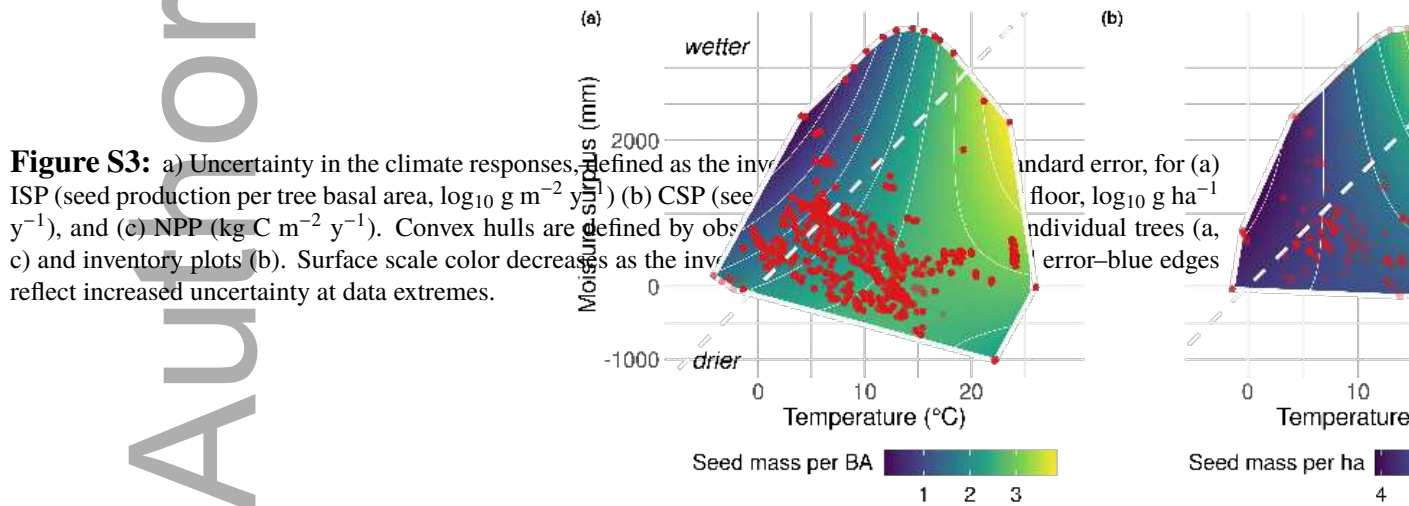 Author
(a)
(b)
wetter
Moisture surplus (mm)
2000
0
-1000
drier
0 10 20
Temperature (°C)
Seed mass per BA
1 2 3
0 10
Temperature
Seed mass per ha
4
Figure S3: a) Uncertainty in the climate responses, defined as the inve ndard error, for (a)
ISP (seed production per tree basal area, log10 g m−2 y−1) (b) CSP (see floor, log10 g ha−1
y−1), and (c) NPP (kg C m−2 y−1). Convex hulls are defined by obs ndividual trees (a,
c) and inventory plots (b). Surface scale color decreases as the inve error–blue edges
reflect increased uncertainty at data extremes.